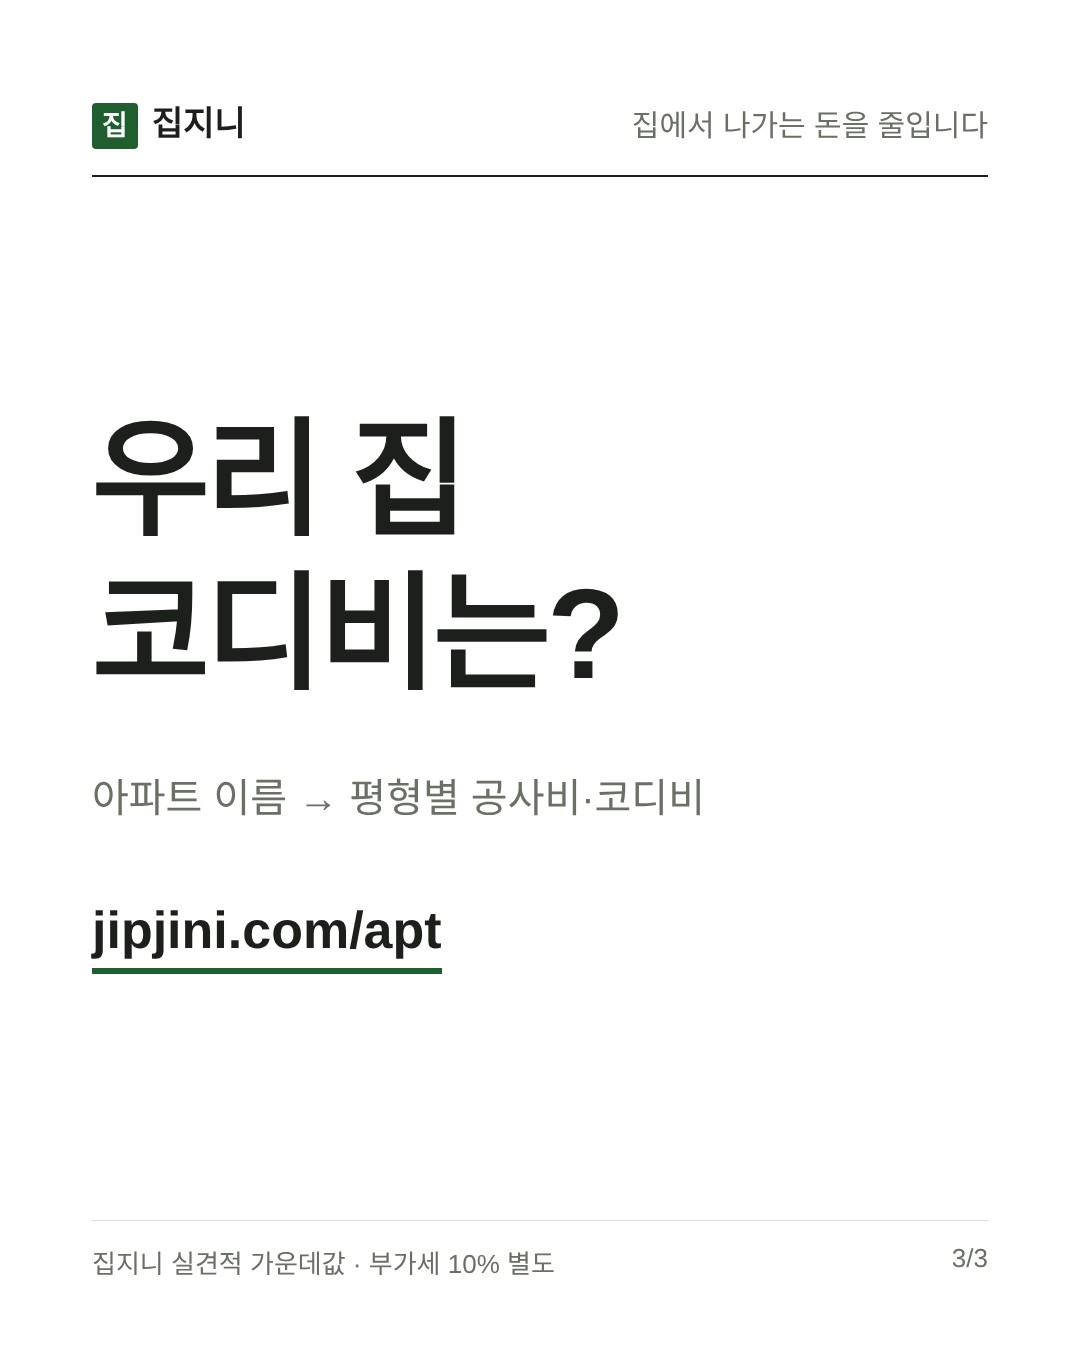 집 집지니
집에서 나가는 돈을 줄입니다
우리 집
코디비는?
아파트 이름 → 평형별 공사비·코디비
jipjini.com/apt
집지니 실견적 가운데값 · 부가세 10% 별도
3/3